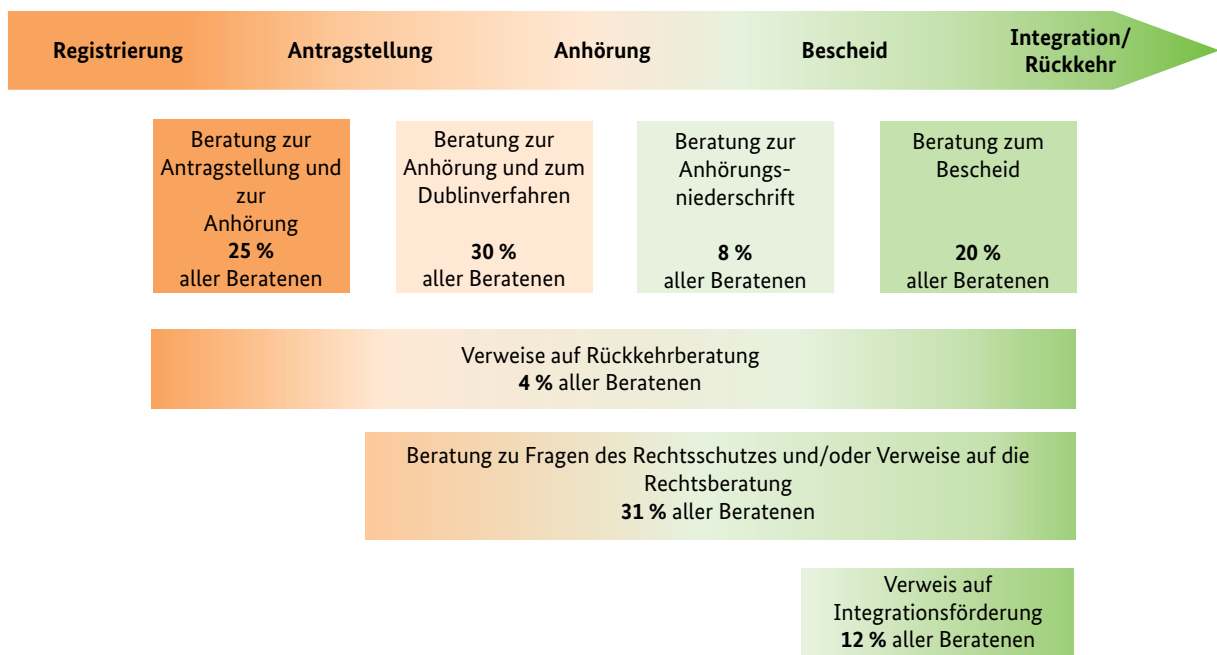 Registrierung
Antragstellung
Anhörung
Bescheid
Integration/
Rückkehr
Beratung zur
Antragstellung und
zur
Anhörung
25 %
aller Beratenen
Beratung zur
Anhörung und zum
Dublinverfahren
30 %
aller Beratenen
Beratung zur
Anhörungs-
niederschrift
8 %
aller Beratenen
Beratung zum
Bescheid
20 %
aller Beratenen
Verweise auf Rückkehrberatung
4 % aller Beratenen
Beratung zu Fragen des Rechtsschutzes und/oder Verweise auf die
Rechtsberatung
31 % aller Beratenen
Verweis auf
Integrationsförderung
12 % aller Beratenen